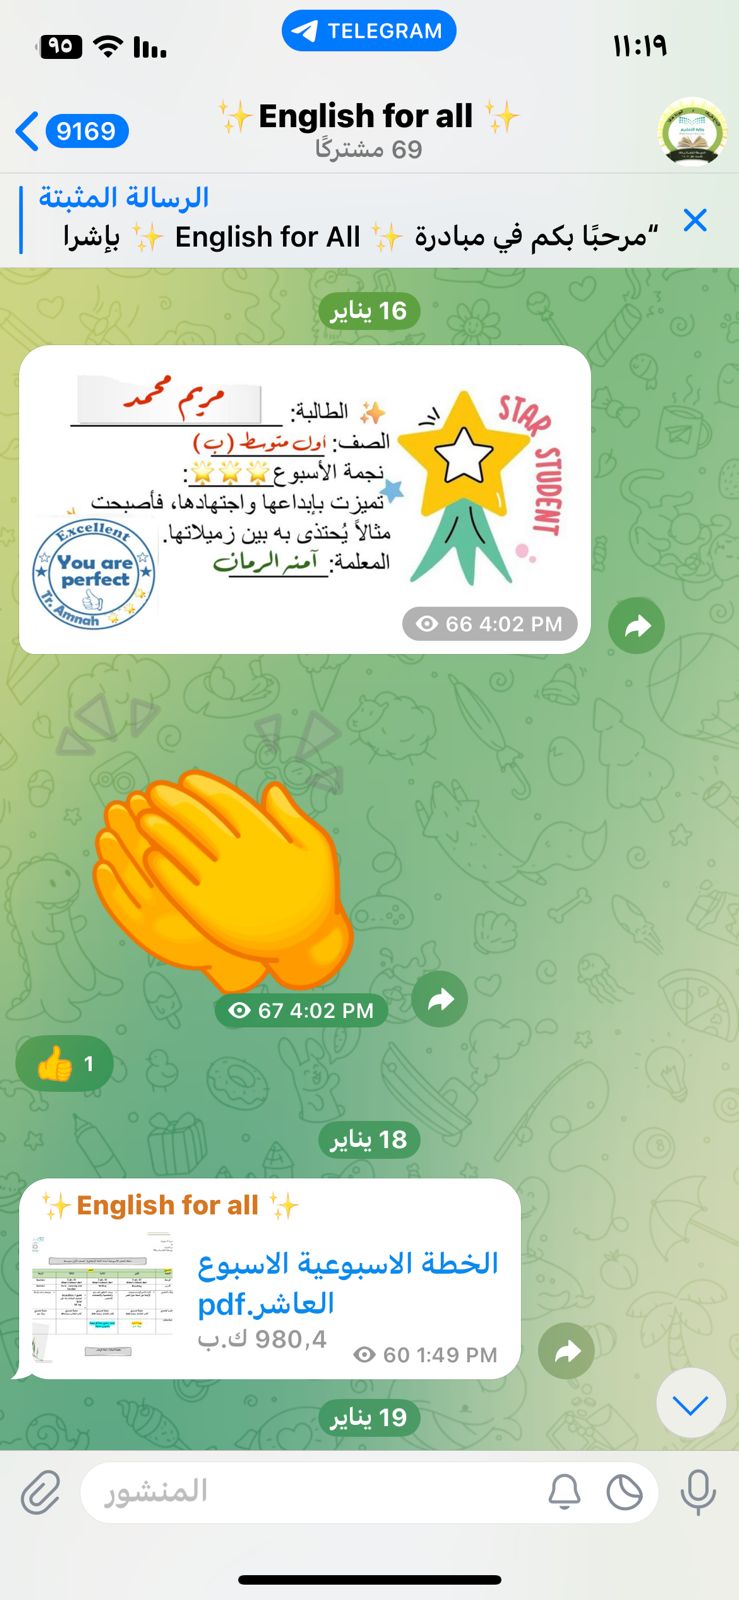 ٩٥
TELEGRAM
١١:١٩
9169
✨ English for all ✨
69 مشتركًا
الرسالة المثبتة
“مرحبًا بكم في مبادرة ✨ English for All ✨ بإشرا
16 يناير
✨ الطالبة: مريم محمد
الصف: أول متوسط (ب)
نجمة الأسبوع🌟🌟🌟:
تميزت بإبداعها واجتهادها، فأصبحت
مثالاً يُحتذى به بين زميلاتها.
المعلمة: آمنه الرمان
STAR STUDENT
Excellent
You are
perfect
Tr. Amnah
66 4:02 PM
67 4:02 PM
👍 1
18 يناير
✨ English for all ✨
الخطة الاسبوعية الاسبوع
العاشر.pdf
980,4 ك.ب
60 1:49 PM
19 يناير
المنشور